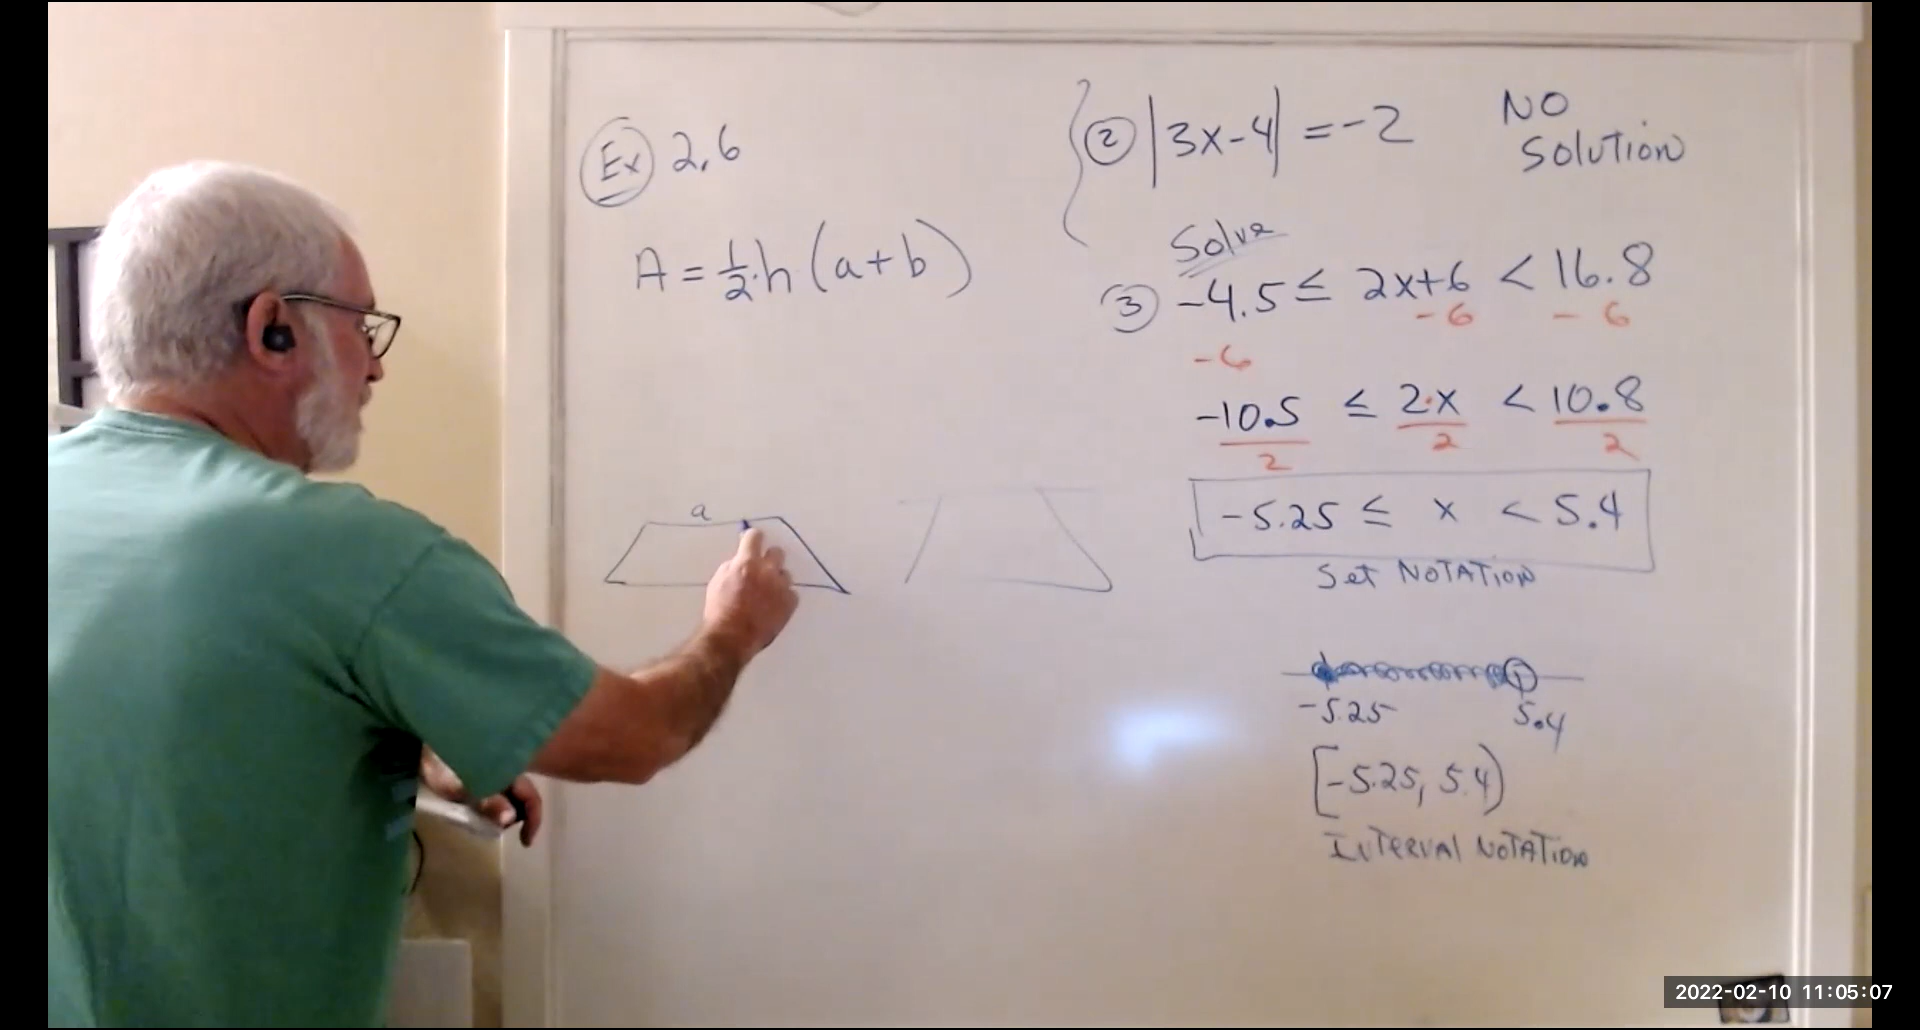 Ex 2.6
A = 1/2·h (a+b)
a
② |3x-4| = -2
NO
Solution
Solve
③ -4.5 ≤ 2x+6 < 16.8
-6 -6 -6
-10.5 ≤ 2·x < 10.8
2 2 2
-5.25 ≤ x < 5.4
Set NOTATION
-5.25 5.4
[-5.25, 5.4)
INTERVAL NOTATION
2022-02-10 11:05:07